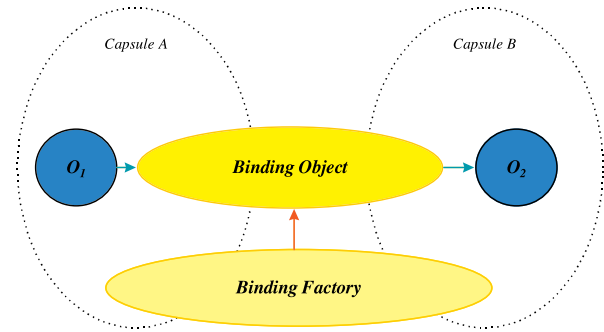 Capsule A
Capsule B
O1
Binding Object
O2
Binding Factory